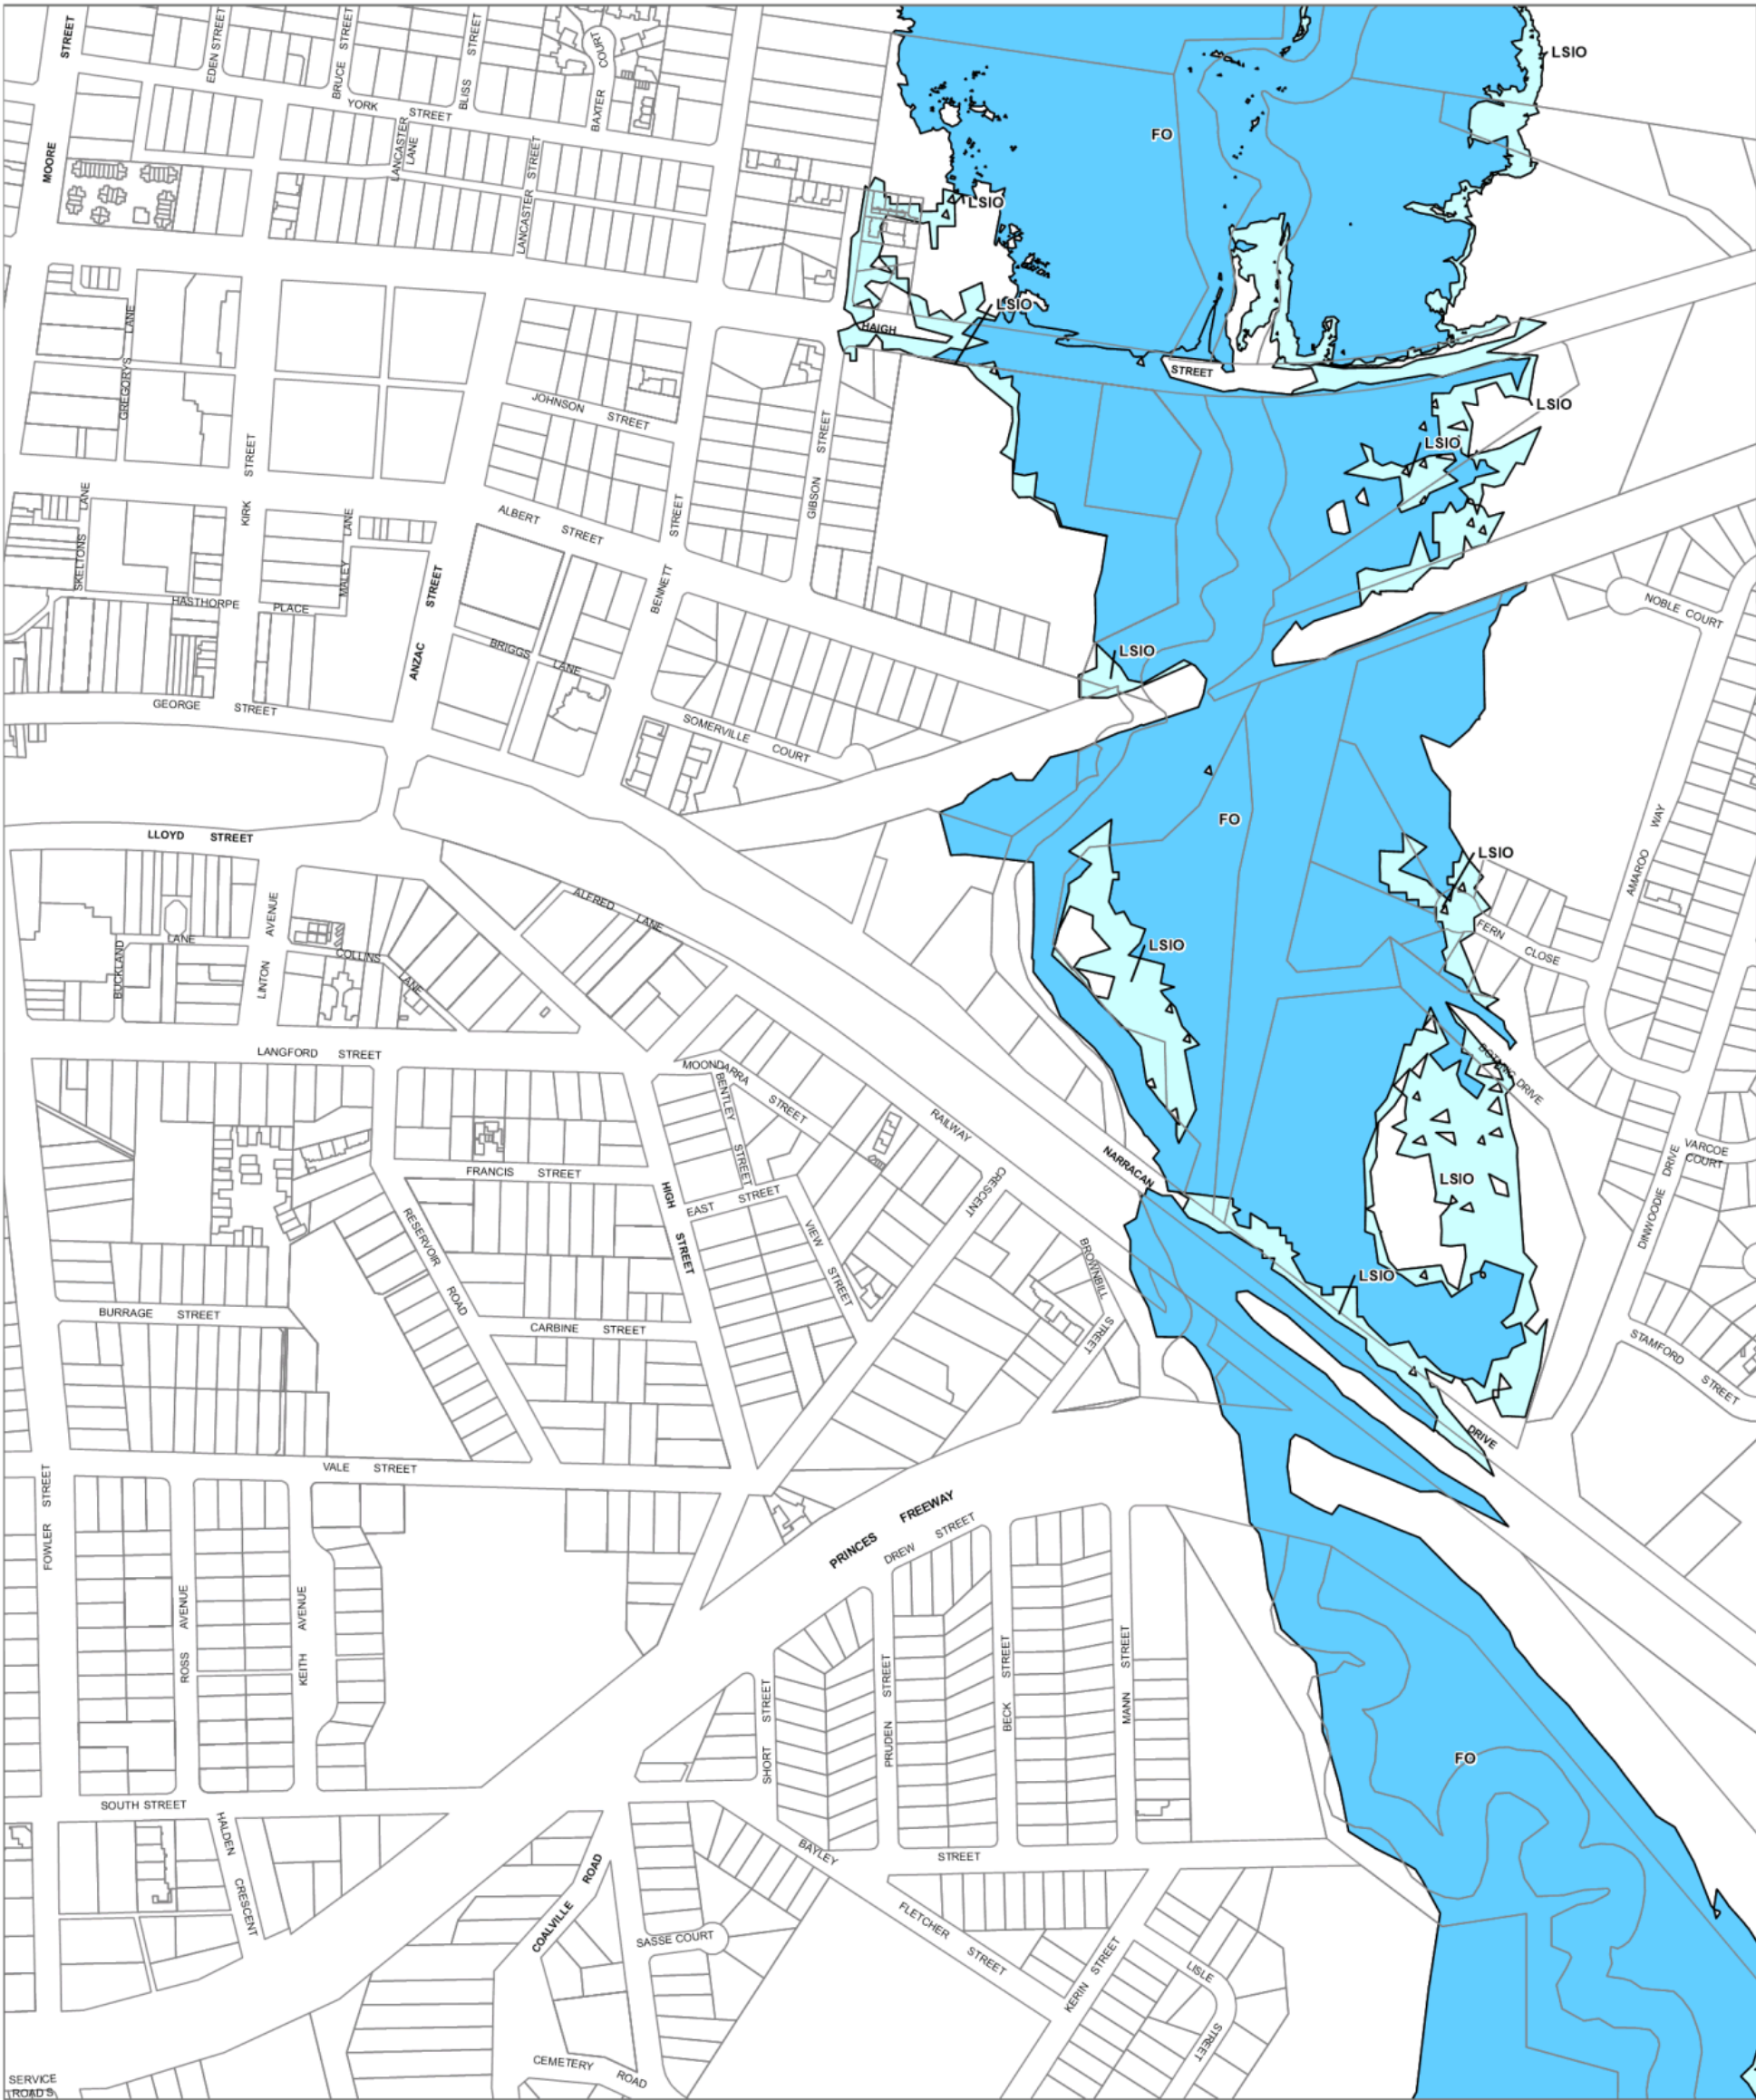 MOORE
STREET
EDEN STREET
BRUCE STREET
BLISS STREET
BAXTER COURT
YORK STREET
LANCASTER
LANE
LANCASTER STREET
LSIO
FO
LSIO
LSIO
HAIGH
STREET
LSIO
LSIO
GREGORYS LANE
JOHNSON STREET
KIRK STREET
GIBSON STREET
SKELTONS LANE
MALEY LANE
ALBERT STREET
BENNETT STREET
HASTHORPE PLACE
ANZAC STREET
BRIGGS LANE
NOBLE COURT
LSIO
GEORGE STREET
SOMERVILLE COURT
LLOYD STREET
FO
AMAROO WAY
LSIO
ALFRED LANE
LINTON AVENUE
BUCKLAND
LANE
COLLINS
LANE
FERN CLOSE
LSIO
LANGFORD STREET
MOONDARRA STREET
BENTLEY STREET
BOTANIC DRIVE
RAILWAY CRESCENT
FRANCIS STREET
NARRACAN
DRIVE
VARCOE
COURT
DINWOODIE DRIVE
LSIO
HIGH STREET
EAST STREET
RESERVOIR ROAD
VIEW STREET
BROWNBILL STREET
LSIO
BURRAGE STREET
CARBINE STREET
STAMFORD STREET
VALE STREET
FOWLER STREET
PRINCES FREEWAY
DREW STREET
ROSS AVENUE
KEITH AVENUE
SHORT STREET
PRUDEN STREET
BECK STREET
MANN STREET
FO
SOUTH STREET
HALDEN CRESCENT
BAYLEY STREET
COALVILLE ROAD
FLETCHER STREET
SASSE COURT
KERIN STREET
LISLE STREET
CEMETERY ROAD
SERVICE
ROADS